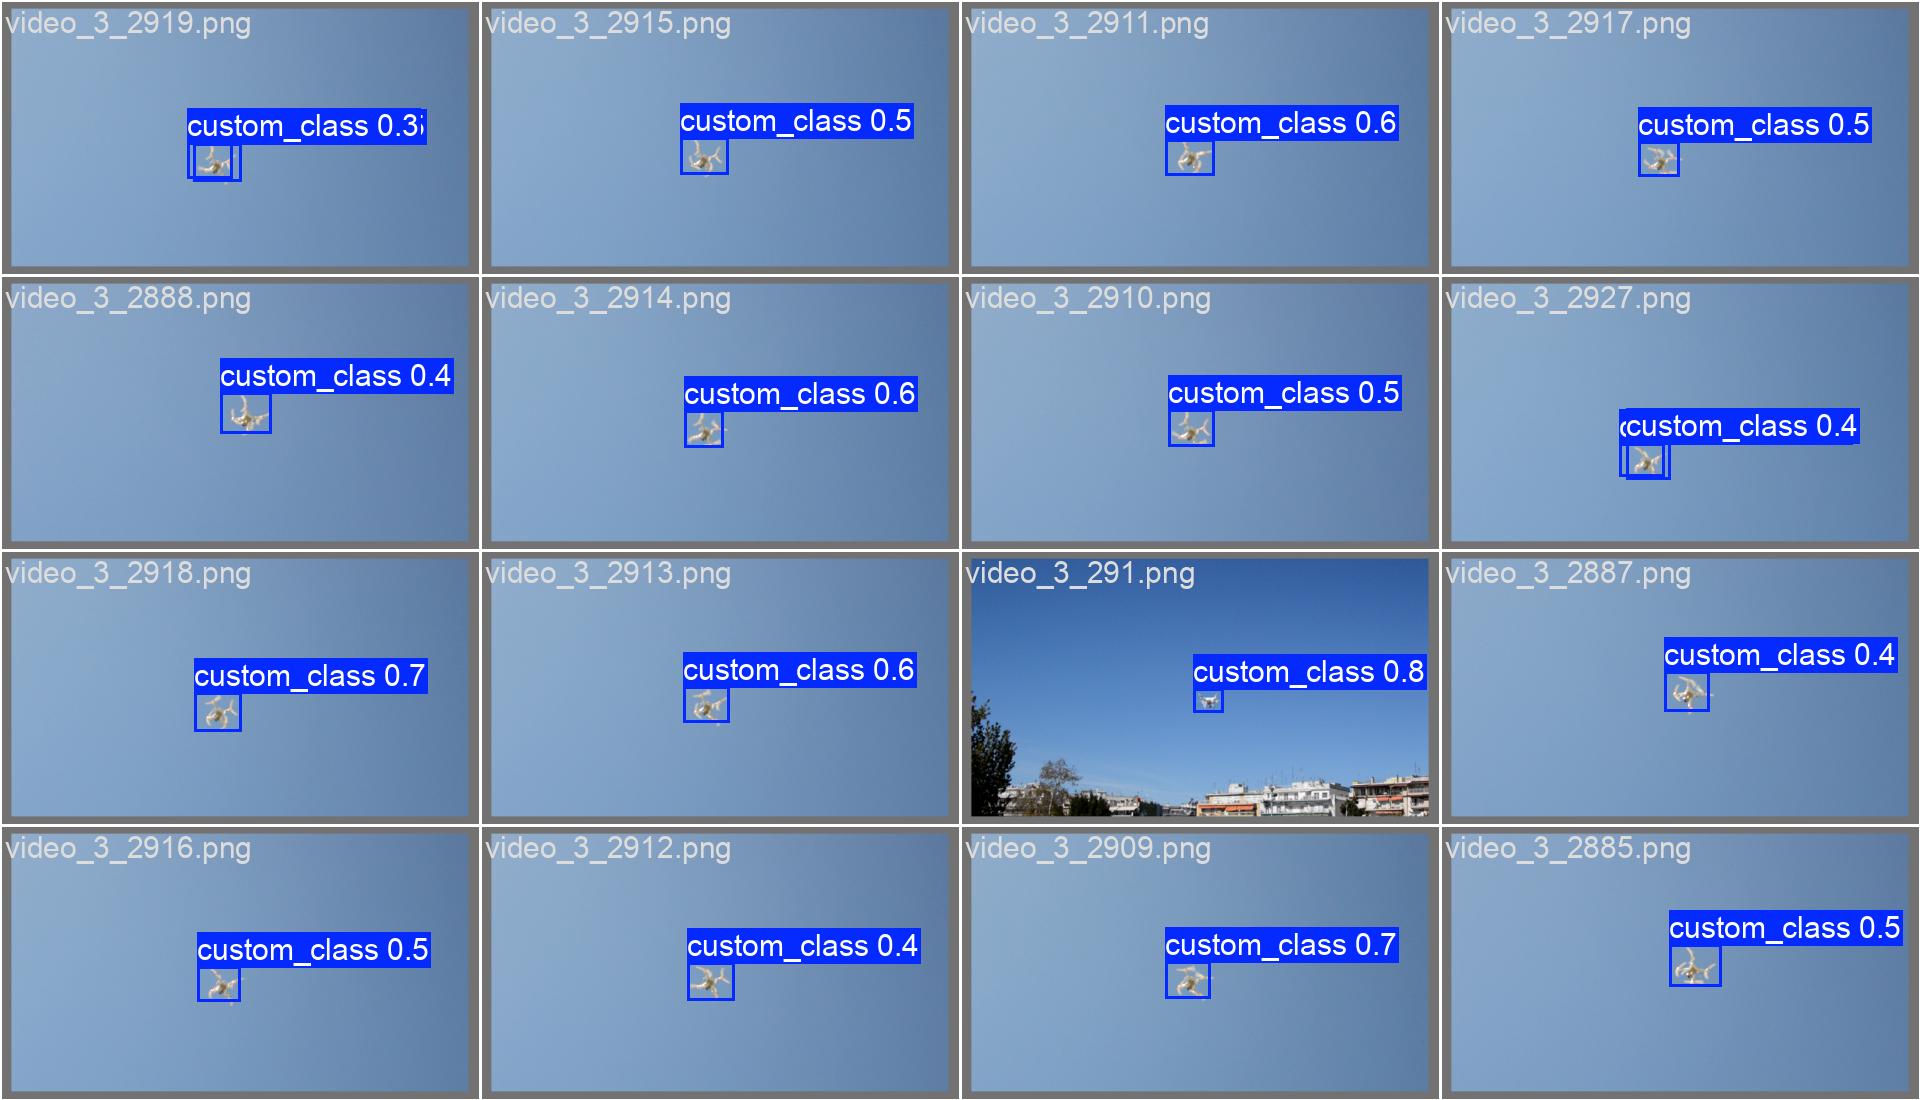 video_3_2919.png
custom_class 0.3
video_3_2915.png
custom_class 0.5
video_3_2911.png
custom_class 0.6
video_3_2917.png
custom_class 0.5
video_3_2888.png
custom_class 0.4
video_3_2914.png
custom_class 0.6
video_3_2910.png
custom_class 0.5
video_3_2927.png
custom_class 0.4
video_3_2918.png
custom_class 0.7
video_3_2913.png
custom_class 0.6
video_3_291.png
custom_class 0.8
video_3_2887.png
custom_class 0.4
video_3_2916.png
custom_class 0.5
video_3_2912.png
custom_class 0.4
video_3_2909.png
custom_class 0.7
video_3_2885.png
custom_class 0.5